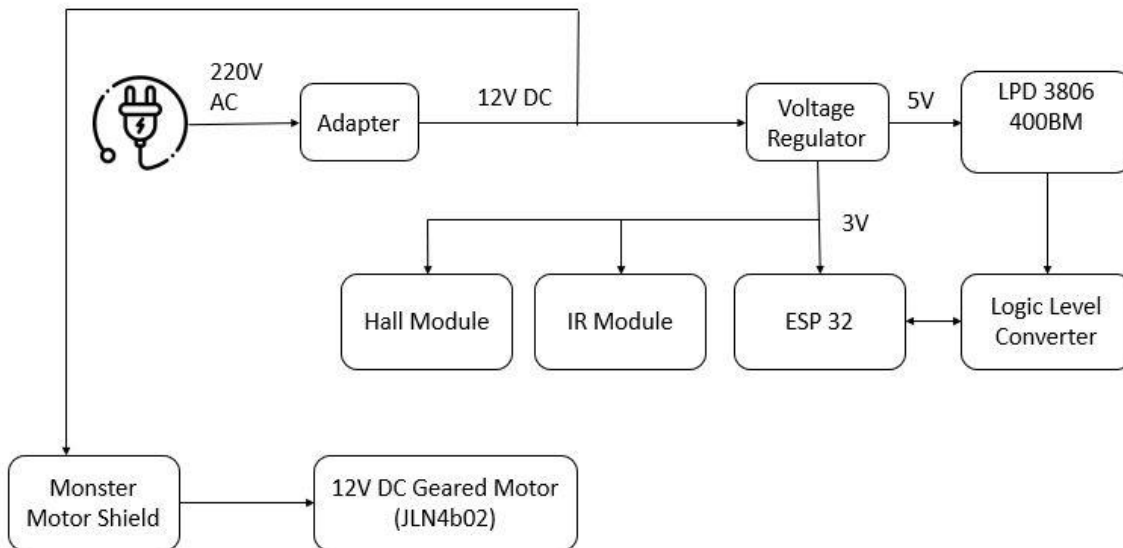 220V
AC
Adapter
12V DC
Voltage
Regulator
5V
LPD 3806
400BM
3V
Hall Module
IR Module
ESP 32
Logic Level
Converter
Monster
Motor Shield
12V DC Geared Motor
(JLN4b02)